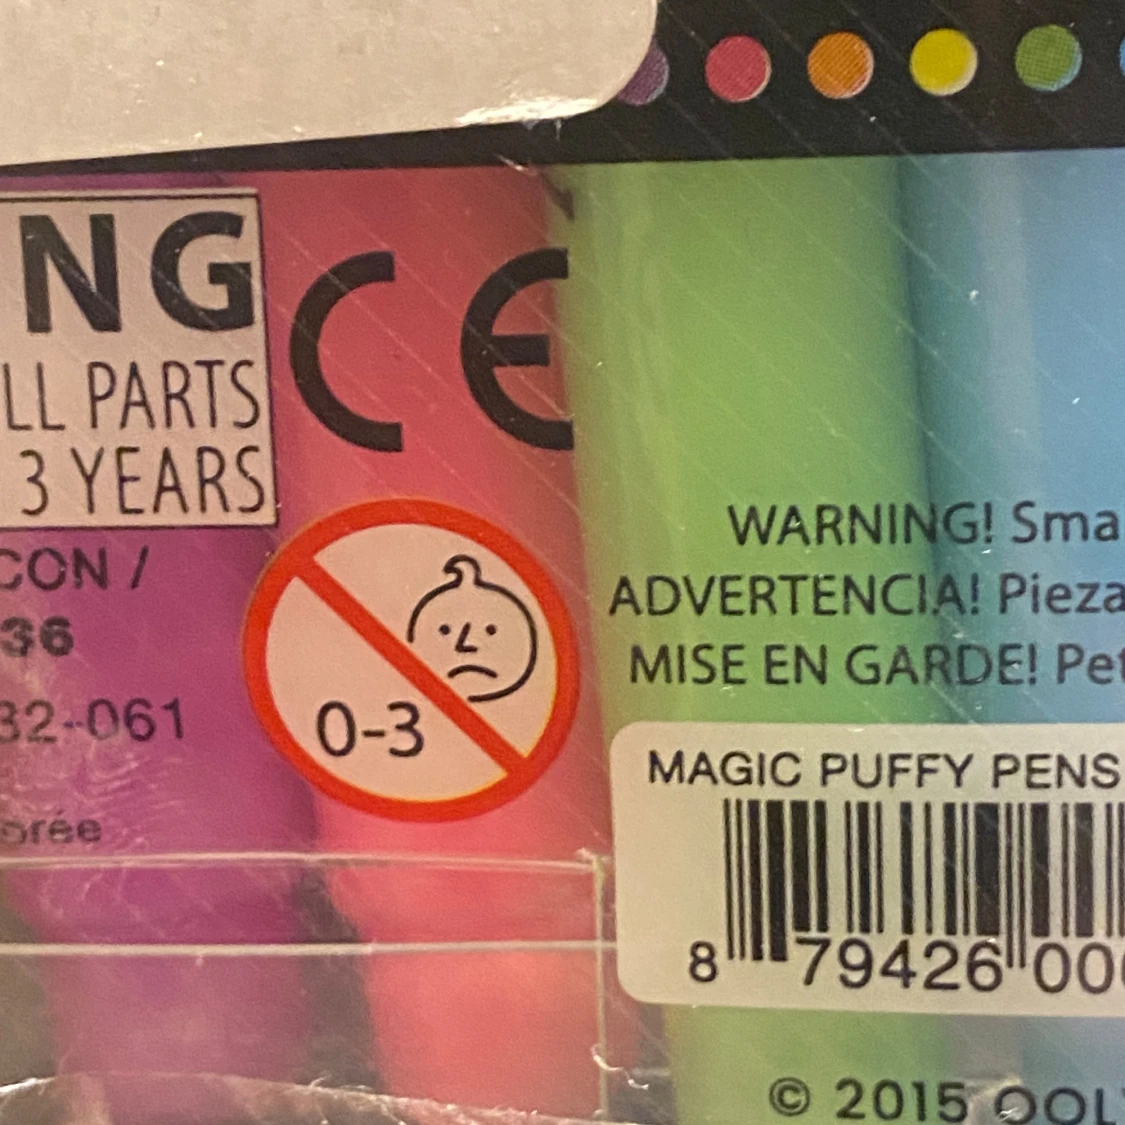 NG
LL PARTS
3 YEARS
CE
CON /
36
32-061
orée
0-3
WARNING! Sma
ADVERTENCIA! Pieza
MISE EN GARDE! Pet
MAGIC PUFFY PENS
8 79426 00
© 2015 OOL